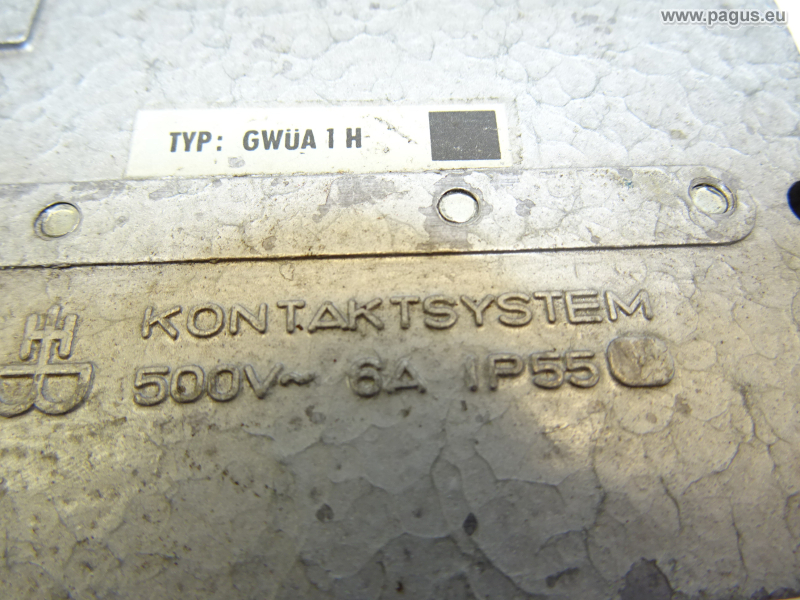 www.pagus.eu
TYP: GWÜA 1 H
KONTAKTSYSTEM
500V~ 6A IP55